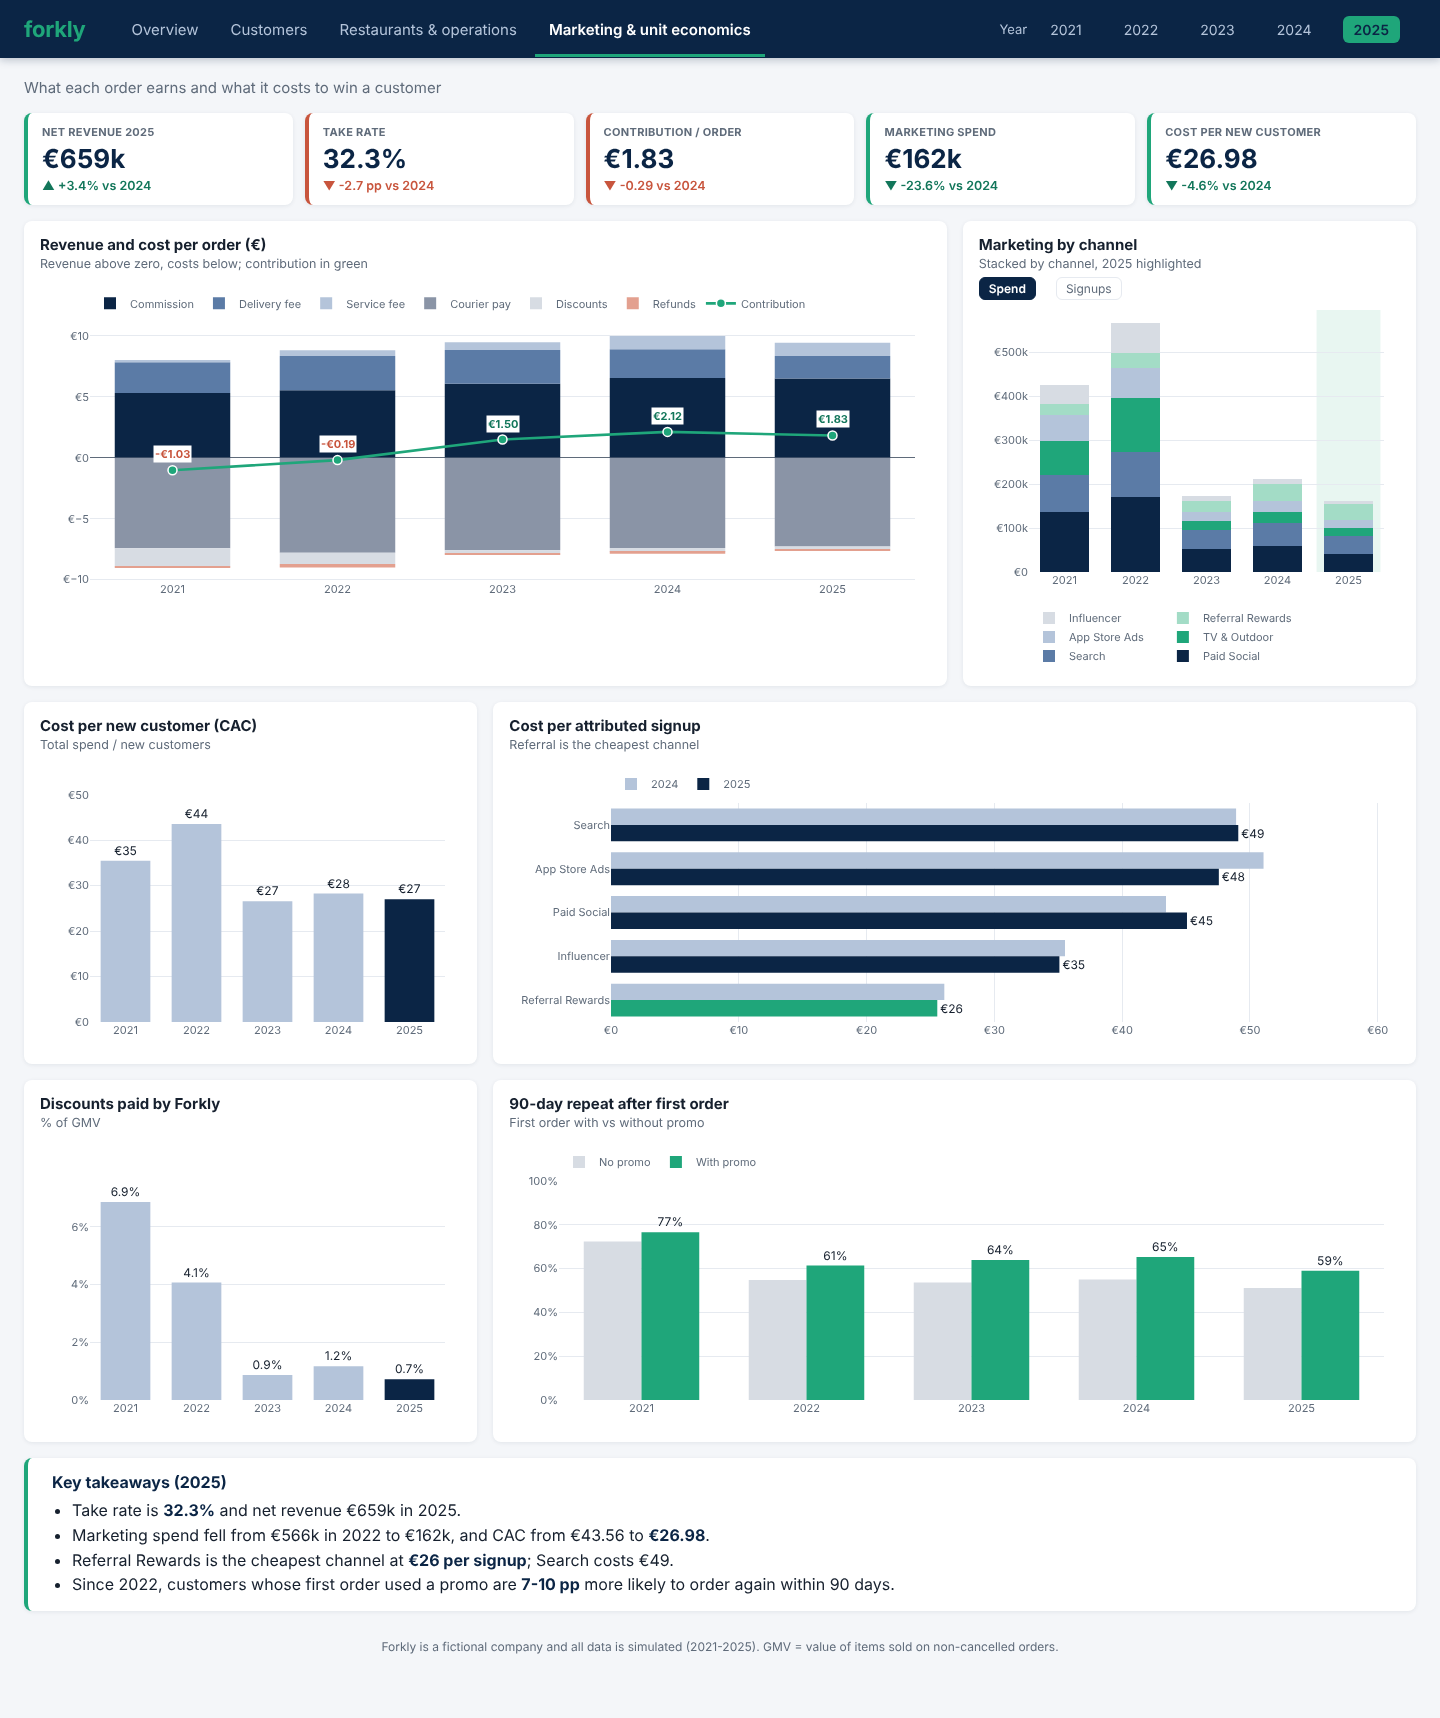 forkly Overview Customers Restaurants & operations Marketing & unit economics Year 2021 2022 2023 2024 2025
What each order earns and what it costs to win a customer
NET REVENUE 2025
€659k
▲ +3.4% vs 2024
TAKE RATE
32.3%
▼ -2.7 pp vs 2024
CONTRIBUTION / ORDER
€1.83
▼ -0.29 vs 2024
MARKETING SPEND
€162k
▼ -23.6% vs 2024
COST PER NEW CUSTOMER
€26.98
▼ -4.6% vs 2024
Revenue and cost per order (€)
Revenue above zero, costs below; contribution in green
Commission Delivery fee Service fee Courier pay Discounts Refunds Contribution
€10
€5
€0
€−5
€−10
-€1.03
-€0.19
€1.50
€2.12
€1.83
2021 2022 2023 2024 2025
Marketing by channel
Stacked by channel, 2025 highlighted
Spend Signups
€500k
€400k
€300k
€200k
€100k
€0
2021 2022 2023 2024 2025
Influencer Referral Rewards
App Store Ads TV & Outdoor
Search Paid Social
Cost per new customer (CAC)
Total spend / new customers
€50
€40
€30
€20
€10
€0
€35
€44
€27
€28
€27
2021 2022 2023 2024 2025
Cost per attributed signup
Referral is the cheapest channel
2024 2025
Search €49
App Store Ads €48
Paid Social €45
Influencer €35
Referral Rewards €26
€0 €10 €20 €30 €40 €50 €60
Discounts paid by Forkly
% of GMV
6%
4%
2%
0%
6.9%
4.1%
0.9%
1.2%
0.7%
2021 2022 2023 2024 2025
90-day repeat after first order
First order with vs without promo
No promo With promo
100%
80%
60%
40%
20%
0%
77%
61%
64%
65%
59%
2021 2022 2023 2024 2025
Key takeaways (2025)
• Take rate is 32.3% and net revenue €659k in 2025.
• Marketing spend fell from €566k in 2022 to €162k, and CAC from €43.56 to €26.98.
• Referral Rewards is the cheapest channel at €26 per signup; Search costs €49.
• Since 2022, customers whose first order used a promo are 7-10 pp more likely to order again within 90 days.
Forkly is a fictional company and all data is simulated (2021-2025). GMV = value of items sold on non-cancelled orders.